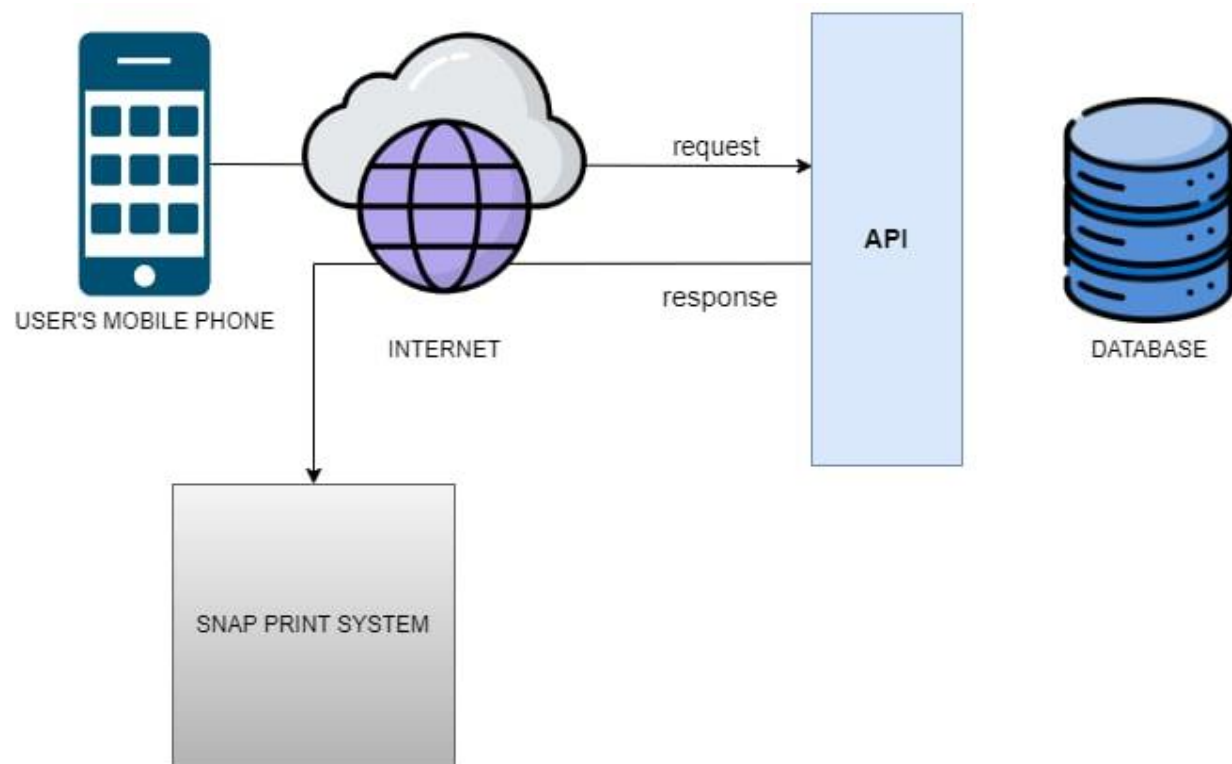 request
API
response
USER'S MOBILE PHONE
INTERNET
DATABASE
SNAP PRINT SYSTEM